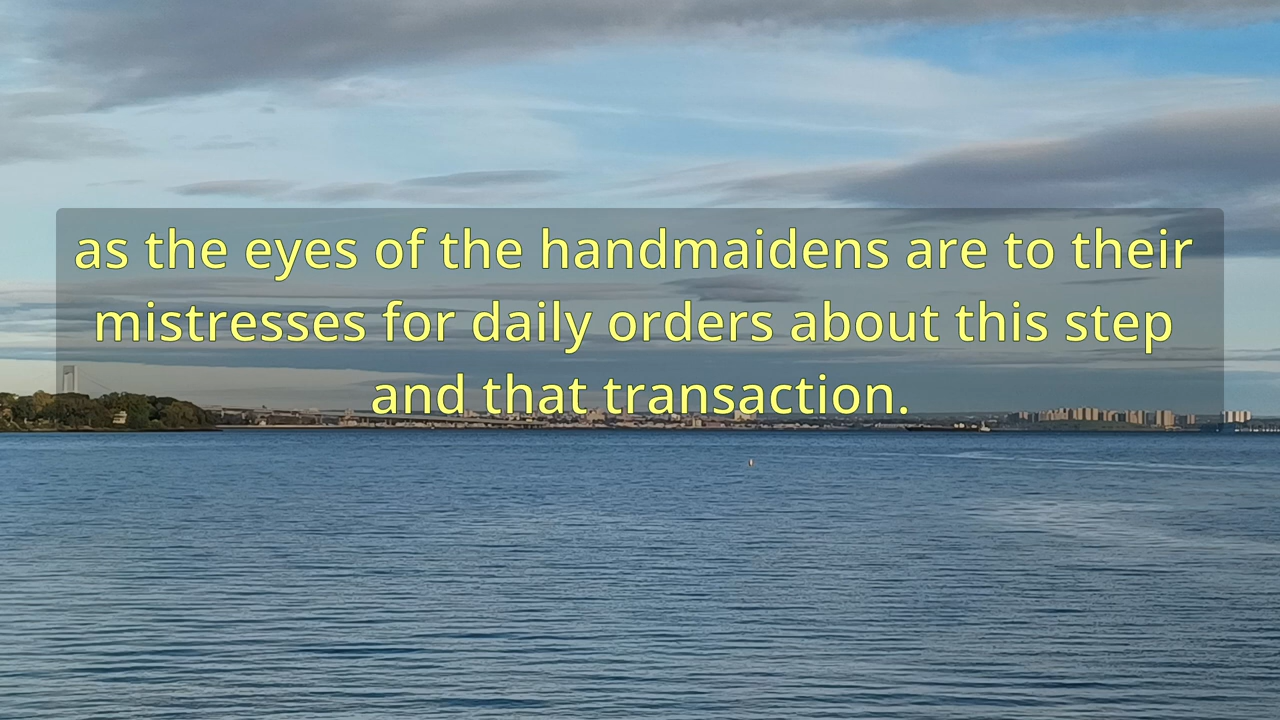 as the eyes of the handmaidens are to their
mistresses for daily orders about this step
and that transaction.